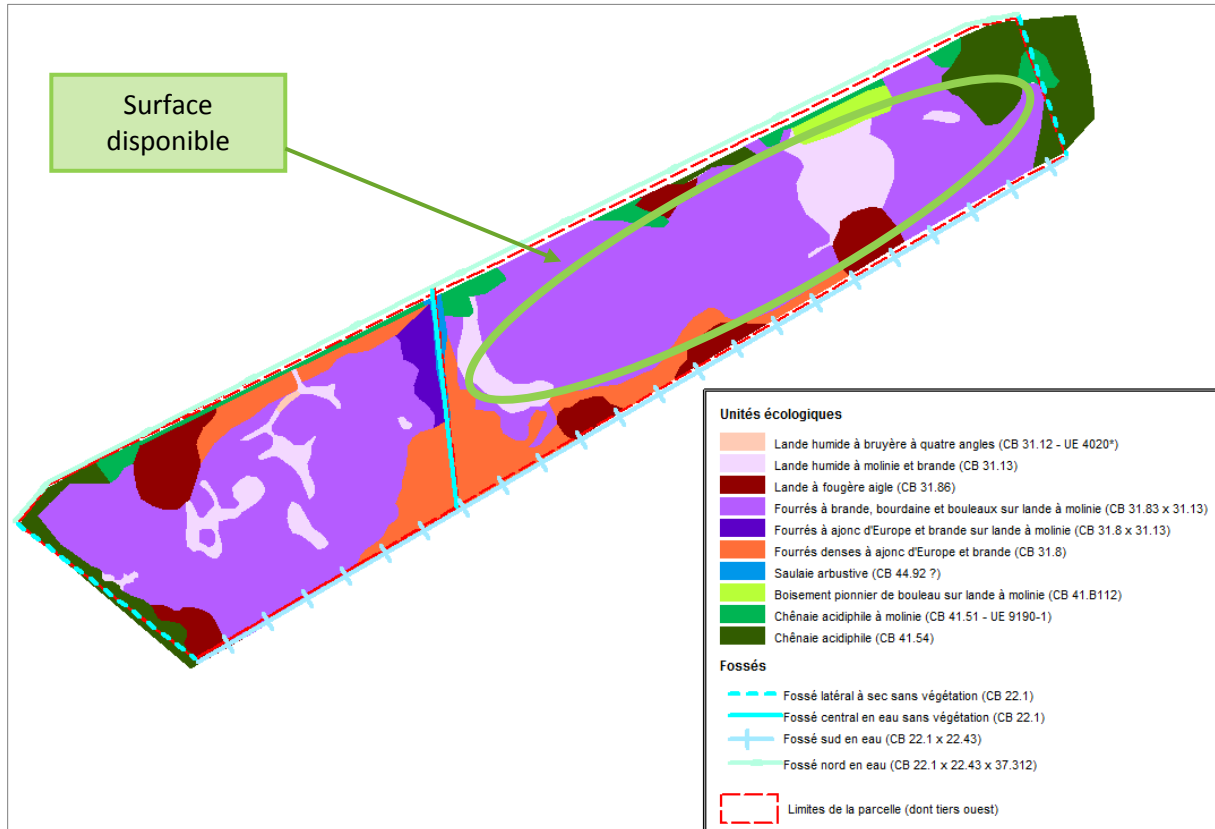 Surface
disponible
Unités écologiques
Lande humide à bruyère à quatre angles (CB 31.12 - UE 4020*)
Lande humide à molinie et brande (CB 31.13)
Lande à fougère aigle (CB 31.86)
Fourrés à brande, bourdaine et bouleaux sur lande à molinie (CB 31.83 x 31.13)
Fourrés à ajonc d'Europe et brande sur lande à molinie (CB 31.8 x 31.13)
Fourrés denses à ajonc d'Europe et brande (CB 31.8)
Saulaie arbustive (CB 44.92 ?)
Boisement pionnier de bouleau sur lande à molinie (CB 41.B112)
Chênaie acidiphile à molinie (CB 41.51 - UE 9190-1)
Chênaie acidiphile (CB 41.54)
Fossés
Fossé latéral à sec sans végétation (CB 22.1)
Fossé central en eau sans végétation (CB 22.1)
Fossé sud en eau (CB 22.1 x 22.43)
Fossé nord en eau (CB 22.1 x 22.43 x 37.312)
Limites de la parcelle (dont tiers ouest)